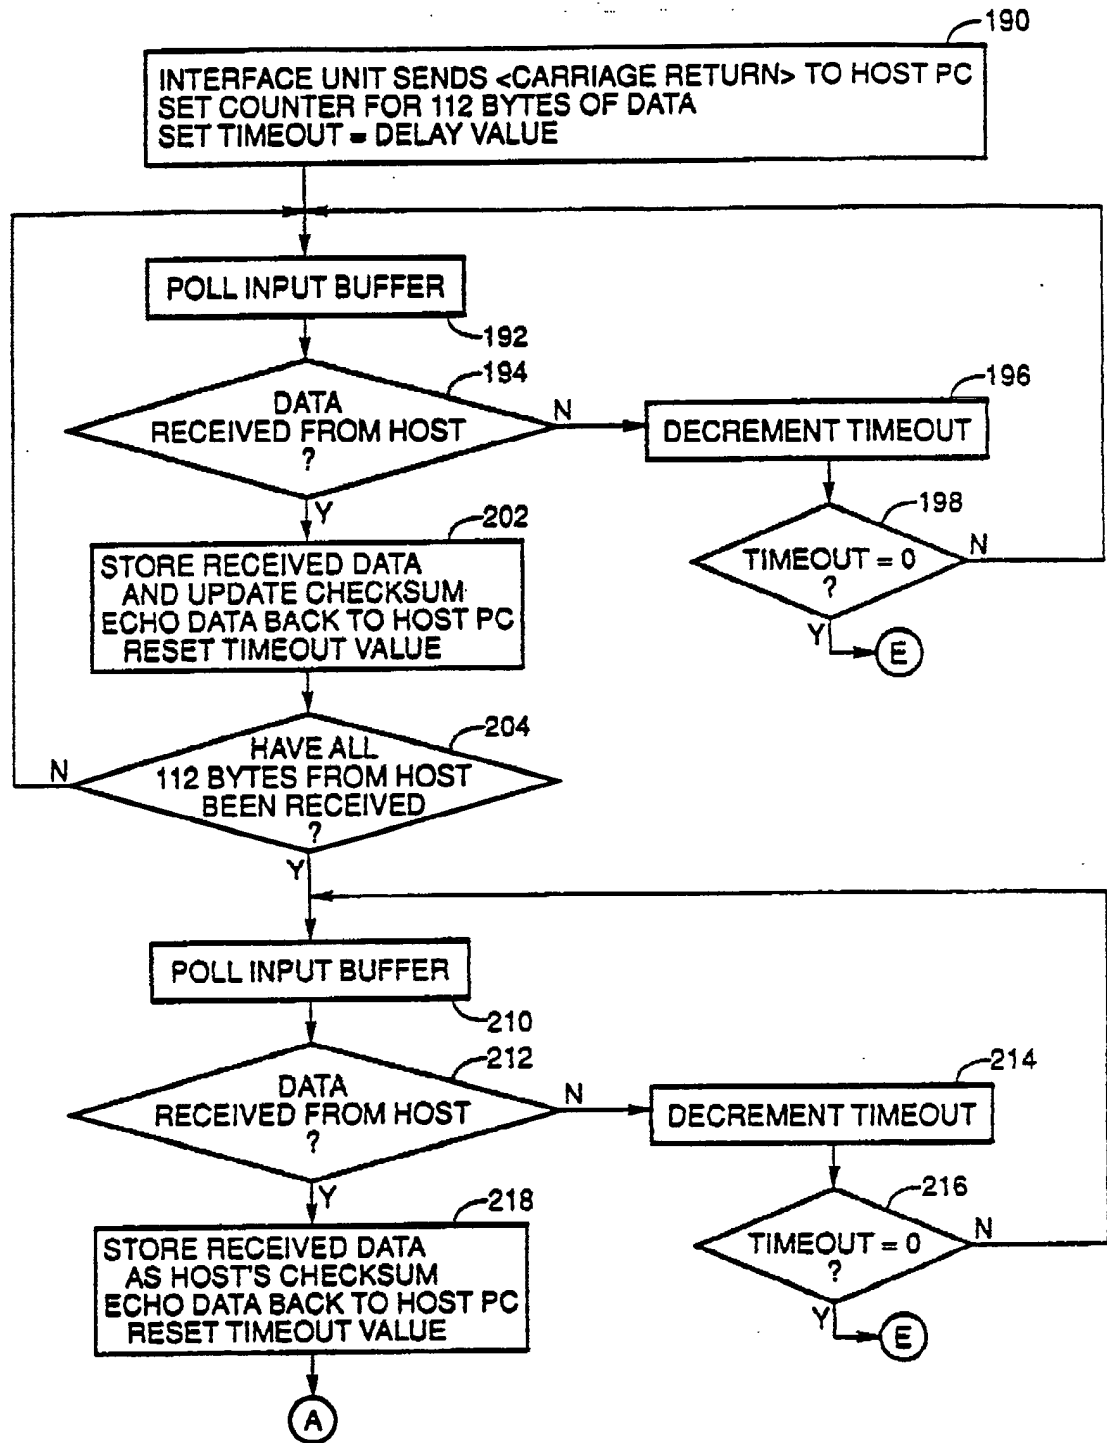 190
INTERFACE UNIT SENDS <CARRIAGE RETURN> TO HOST PC
SET COUNTER FOR 112 BYTES OF DATA
SET TIMEOUT = DELAY VALUE
POLL INPUT BUFFER
192
194
DATA
RECEIVED FROM HOST
?
N
Y
196
DECREMENT TIMEOUT
198
TIMEOUT = 0
?
N
Y
E
202
STORE RECEIVED DATA
AND UPDATE CHECKSUM
ECHO DATA BACK TO HOST PC
RESET TIMEOUT VALUE
204
HAVE ALL
112 BYTES FROM HOST
BEEN RECEIVED
?
N
Y
POLL INPUT BUFFER
210
212
DATA
RECEIVED FROM HOST
?
N
Y
214
DECREMENT TIMEOUT
216
TIMEOUT = 0
?
N
Y
E
218
STORE RECEIVED DATA
AS HOST'S CHECKSUM
ECHO DATA BACK TO HOST PC
RESET TIMEOUT VALUE
A